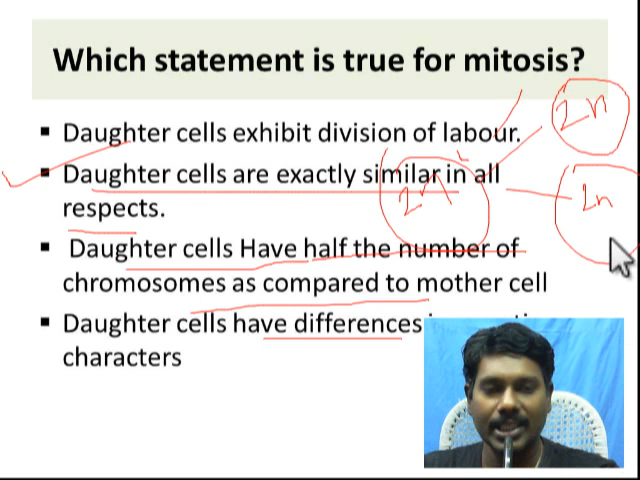 Which statement is true for mitosis?
▪ Daughter cells exhibit division of labour.
▪ Daughter cells are exactly similar in all
respects.
▪ Daughter cells Have half the number of
chromosomes as compared to mother cell
▪ Daughter cells have differences
characters
2n
2n
2n